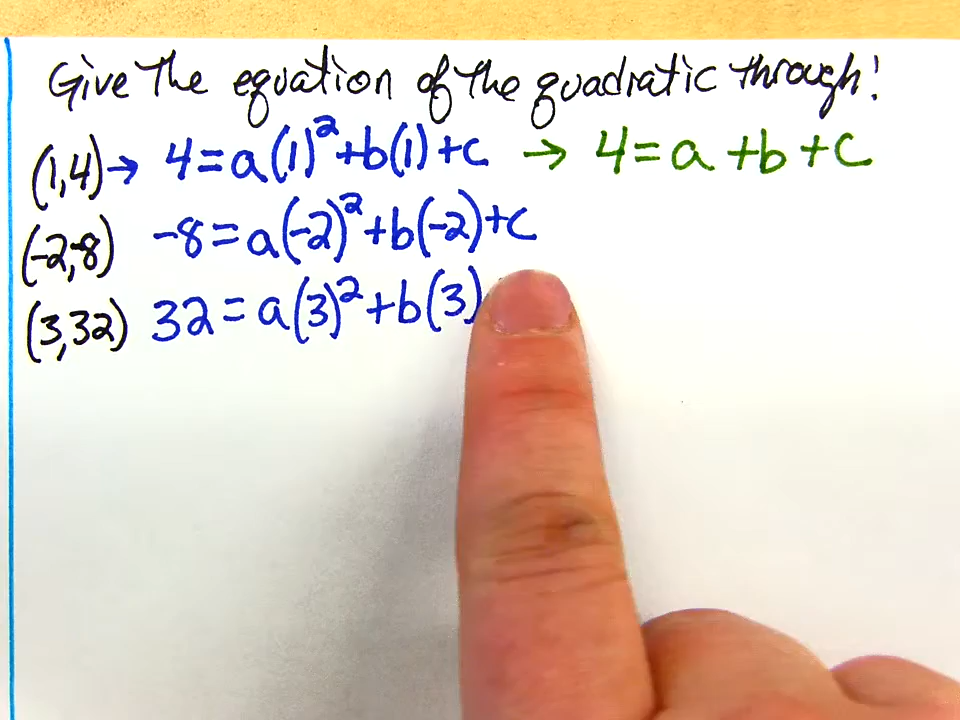 Give the equation of the quadratic through!
(1,4) → 4=a(1)²+b(1)+c → 4=a+b+c
(-2,-8) -8=a(-2)²+b(-2)+c
(3,32) 32=a(3)²+b(3)